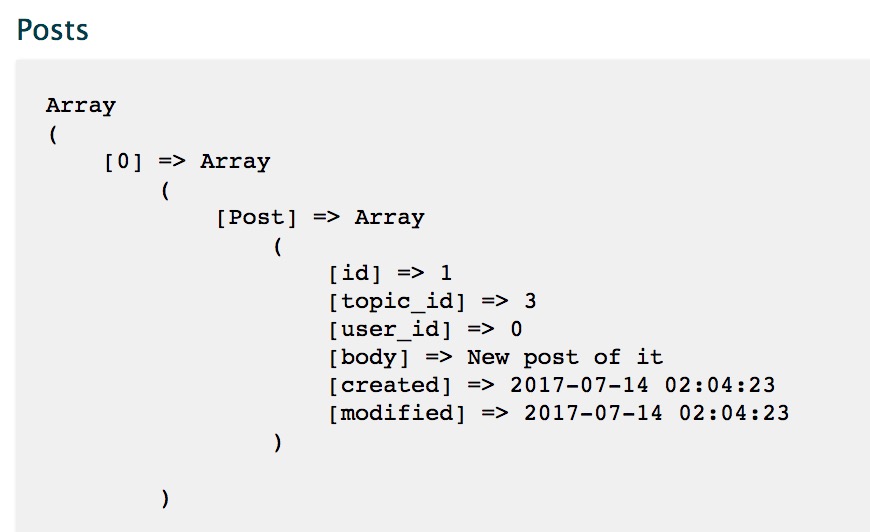 Posts
Array
(
    [0] => Array
        (
            [Post] => Array
                (
                    [id] => 1
                    [topic_id] => 3
                    [user_id] => 0
                    [body] => New post of it
                    [created] => 2017-07-14 02:04:23
                    [modified] => 2017-07-14 02:04:23
                )
        )